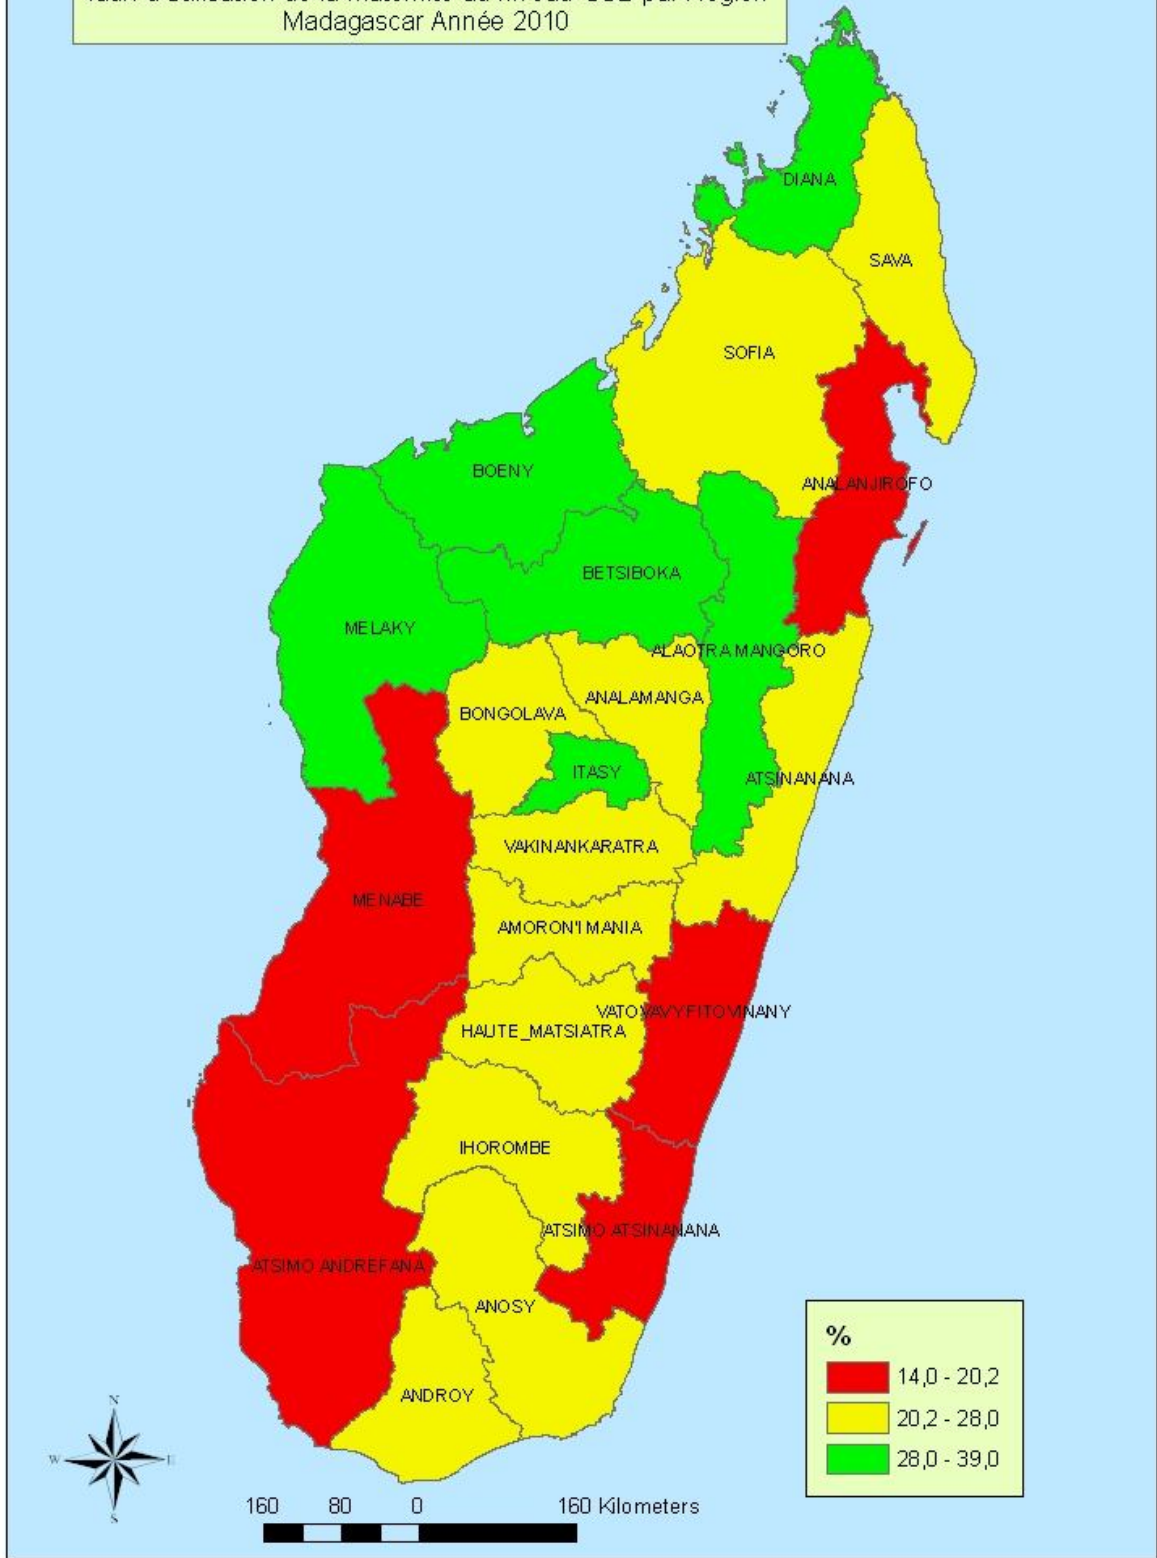 Madagascar Année 2010
DIANA
SAVA
SOFIA
BOENY
ANALANJIROFO
BETSIBOKA
MELAKY
ALAOTRA MANGORO
ANALAMANGA
BONGOLAVA
ITASY
ATSINANANA
VAKINANKARATRA
MENABE
AMORON'I MANIA
VATOVAVYFITOVINANY
HAUTE_MATSIATRA
IHOROMBE
ATSIMO ATSINANANA
ATSIMO ANDREFANA
ANOSY
ANDROY
%
14,0 - 20,2
20,2 - 28,0
28,0 - 39,0
N
W E
S
160 80 0 160 Kilometers